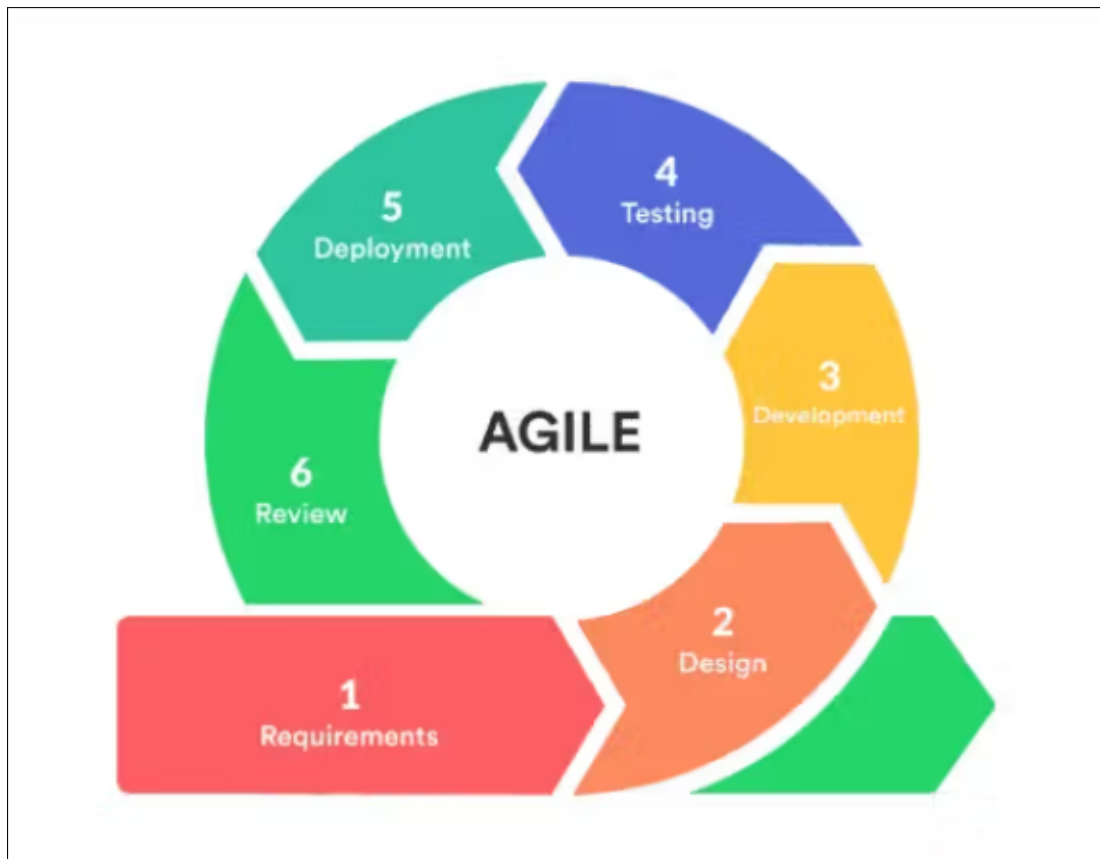 5
Deployment
4
Testing
3
Development
AGILE
6
Review
2
Design
1
Requirements